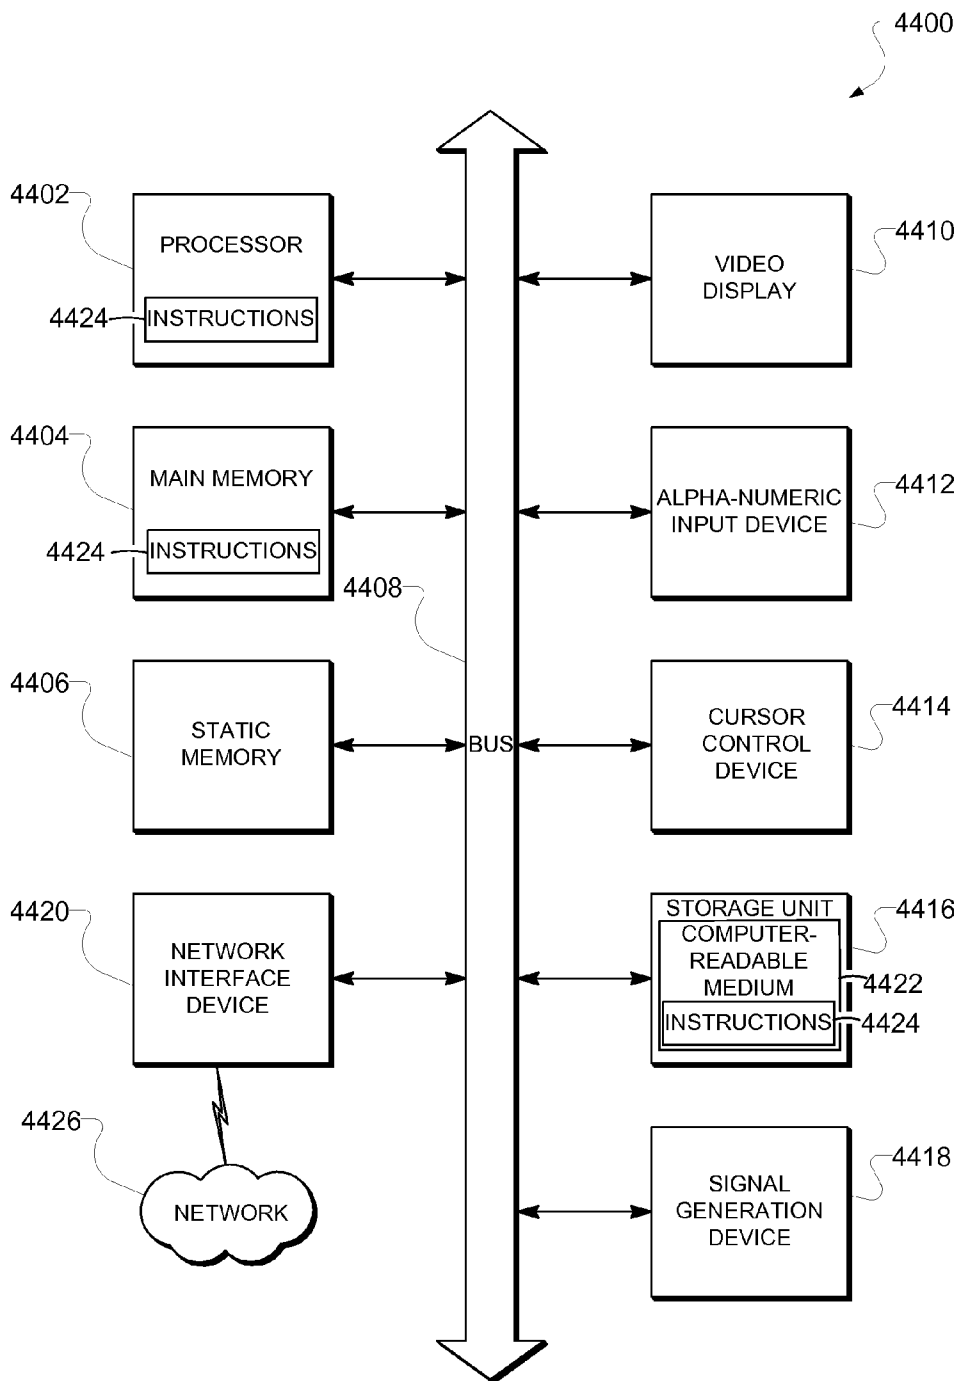 4400
4402
PROCESSOR
4424
INSTRUCTIONS
4410
VIDEO
DISPLAY
4404
MAIN MEMORY
4424
INSTRUCTIONS
4412
ALPHA-NUMERIC
INPUT DEVICE
4408
4406
STATIC
MEMORY
BUS
4414
CURSOR
CONTROL
DEVICE
4420
NETWORK
INTERFACE
DEVICE
4416
STORAGE UNIT
COMPUTER-
READABLE
MEDIUM
4422
INSTRUCTIONS
4424
4426
NETWORK
4418
SIGNAL
GENERATION
DEVICE